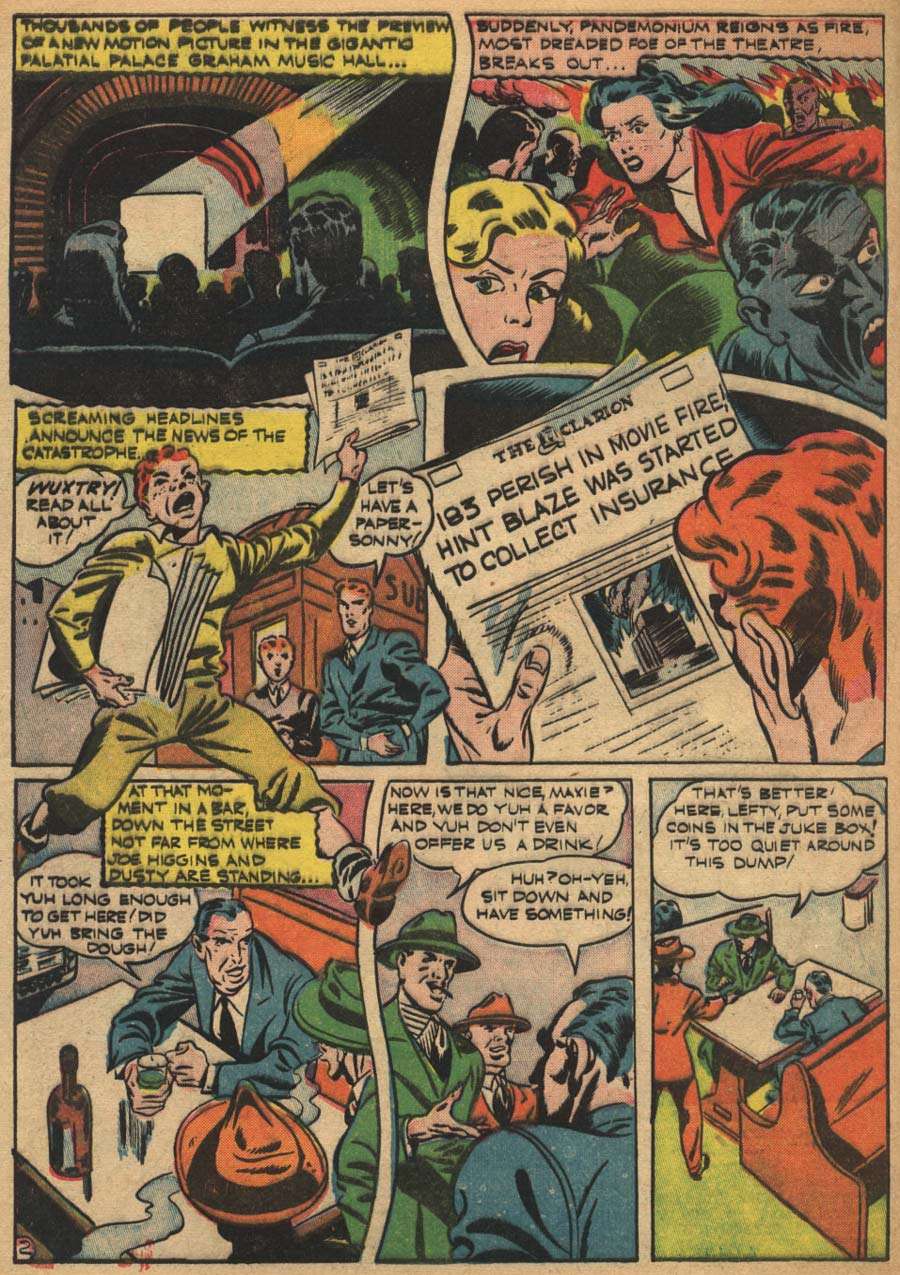 THOUSANDS OF PEOPLE WITNESS THE PREVIEW
OF A NEW MOTION PICTURE IN THE GIGANTIC
PALATIAL PALACE GRAHAM MUSIC HALL...
SUDDENLY, PANDEMONIUM REIGNS AS FIRE,
MOST DREADED FOE OF THE THEATRE,
BREAKS OUT...
SCREAMING HEADLINES
ANNOUNCE THE NEWS OF THE
CATASTROPHE...
WUXTRY!
READ ALL
ABOUT
IT!
LET'S
HAVE A
PAPER-
SONNY!
SUB
THE CLARION
183 PERISH IN MOVIE FIRE!
HINT BLAZE WAS STARTED
TO COLLECT INSURANCE
AT THAT MO-
MENT IN A BAR,
DOWN THE STREET
NOT FAR FROM WHERE
JOE HIGGINS AND
DUSTY ARE STANDING...
IT TOOK
YUH LONG ENOUGH
TO GET HERE! DID
YUH BRING THE
DOUGH!
NOW IS THAT NICE, MAXIE?
HERE, WE DO YUH A FAVOR
AND YUH DON'T EVEN
OFFER US A DRINK!
HUH? OH-YEH,
SIT DOWN AND
HAVE SOMETHING!
THAT'S BETTER!
HERE, LEFTY, PUT SOME
COINS IN THE JUKE BOX!
IT'S TOO QUIET AROUND
THIS DUMP!
2